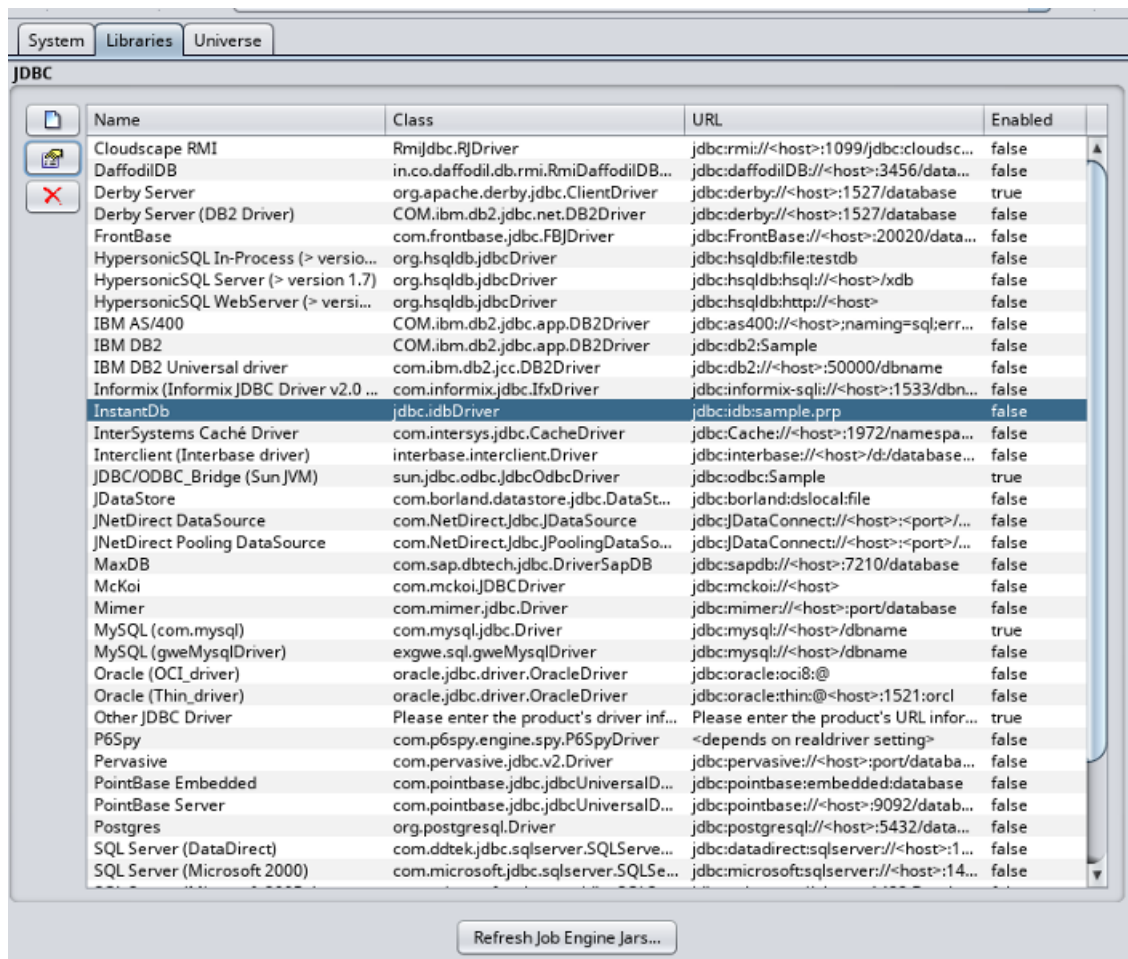 System Libraries Universe
JDBC
Name Class URL Enabled
Cloudscape RMI RmiJdbc.RJDriver jdbc:rmi://<host>:1099/jdbc:cloudsc... false
DaffodilDB in.co.daffodil.db.rmi.RmiDaffodilDB... jdbc:daffodilDB://<host>:3456/data... false
Derby Server org.apache.derby.jdbc.ClientDriver jdbc:derby://<host>:1527/database true
Derby Server (DB2 Driver) COM.ibm.db2.jdbc.net.DB2Driver jdbc:derby://<host>:1527/database false
FrontBase com.frontbase.jdbc.FBJDriver jdbc:FrontBase://<host>:20020/data... false
HypersonicSQL In-Process (> versio... org.hsqldb.jdbcDriver jdbc:hsqldb:file:testdb false
HypersonicSQL Server (> version 1.7) org.hsqldb.jdbcDriver jdbc:hsqldb:hsql://<host>/xdb false
HypersonicSQL WebServer (> versi... org.hsqldb.jdbcDriver jdbc:hsqldb:http://<host> false
IBM AS/400 COM.ibm.db2.jdbc.app.DB2Driver jdbc:as400://<host>;naming=sql;err... false
IBM DB2 COM.ibm.db2.jdbc.app.DB2Driver jdbc:db2:Sample false
IBM DB2 Universal driver com.ibm.db2.jcc.DB2Driver jdbc:db2://<host>:50000/dbname false
Informix (Informix JDBC Driver v2.0 ... com.informix.jdbc.IfxDriver jdbc:informix-sqli://<host>:1533/dbn... false
InstantDb jdbc.idbDriver jdbc:idb:sample.prp false
InterSystems Caché Driver com.intersys.jdbc.CacheDriver jdbc:Cache://<host>:1972/namespa... false
Interclient (Interbase driver) interbase.interclient.Driver jdbc:interbase://<host>/d:/database... false
JDBC/ODBC_Bridge (Sun JVM) sun.jdbc.odbc.JdbcOdbcDriver jdbc:odbc:Sample true
JDataStore com.borland.datastore.jdbc.DataSt... jdbc:borland:dslocal:file false
JNetDirect DataSource com.NetDirect.Jdbc.JDataSource jdbc:JDataConnect://<host>:<port>/... false
JNetDirect Pooling DataSource com.NetDirect.Jdbc.JPoolingDataSo... jdbc:JDataConnect://<host>:<port>/... false
MaxDB com.sap.dbtech.jdbc.DriverSapDB jdbc:sapdb://<host>:7210/database false
McKoi com.mckoi.JDBCDriver jdbc:mckoi://<host> false
Mimer com.mimer.jdbc.Driver jdbc:mimer://<host>:port/database false
MySQL (com.mysql) com.mysql.jdbc.Driver jdbc:mysql://<host>/dbname true
MySQL (gweMysqlDriver) exgwe.sql.gweMysqlDriver jdbc:mysql://<host>/dbname false
Oracle (OCI_driver) oracle.jdbc.driver.OracleDriver jdbc:oracle:oci8:@ false
Oracle (Thin_driver) oracle.jdbc.driver.OracleDriver jdbc:oracle:thin:@<host>:1521:orcl false
Other JDBC Driver Please enter the product's driver inf... Please enter the product's URL infor... true
P6Spy com.p6spy.engine.spy.P6SpyDriver <depends on realdriver setting> false
Pervasive com.pervasive.jdbc.v2.Driver jdbc:pervasive://<host>:port/databa... false
PointBase Embedded com.pointbase.jdbc.jdbcUniversalD... jdbc:pointbase:embedded:database false
PointBase Server com.pointbase.jdbc.jdbcUniversalD... jdbc:pointbase://<host>:9092/datab... false
Postgres org.postgresql.Driver jdbc:postgresql://<host>:5432/data... false
SQL Server (DataDirect) com.ddtek.jdbc.sqlserver.SQLServe... jdbc:datadirect:sqlserver://<host>:1... false
SQL Server (Microsoft 2000) com.microsoft.jdbc.sqlserver.SQLSe... jdbc:microsoft:sqlserver://<host>:14... false
Refresh Job Engine Jars...